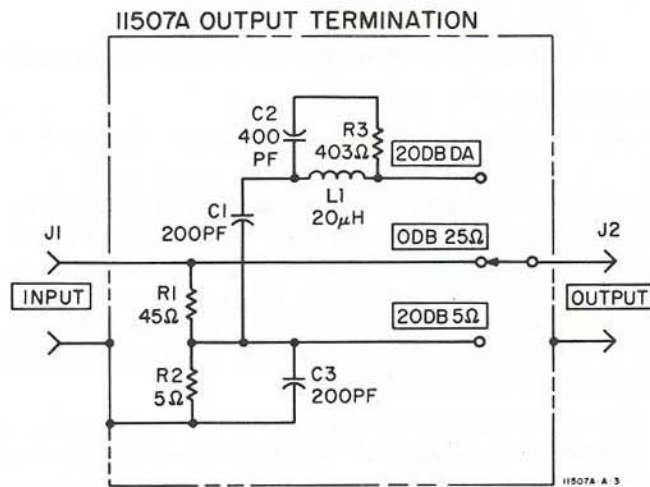 11507A OUTPUT TERMINATION
C2
400
PF
R3
403Ω
20DB DA
L1
20μH
C1
200PF
J1
0DB 25Ω
J2
INPUT
R1
45Ω
20DB 5Ω
OUTPUT
R2
5Ω
C3
200PF
11507A-A-3